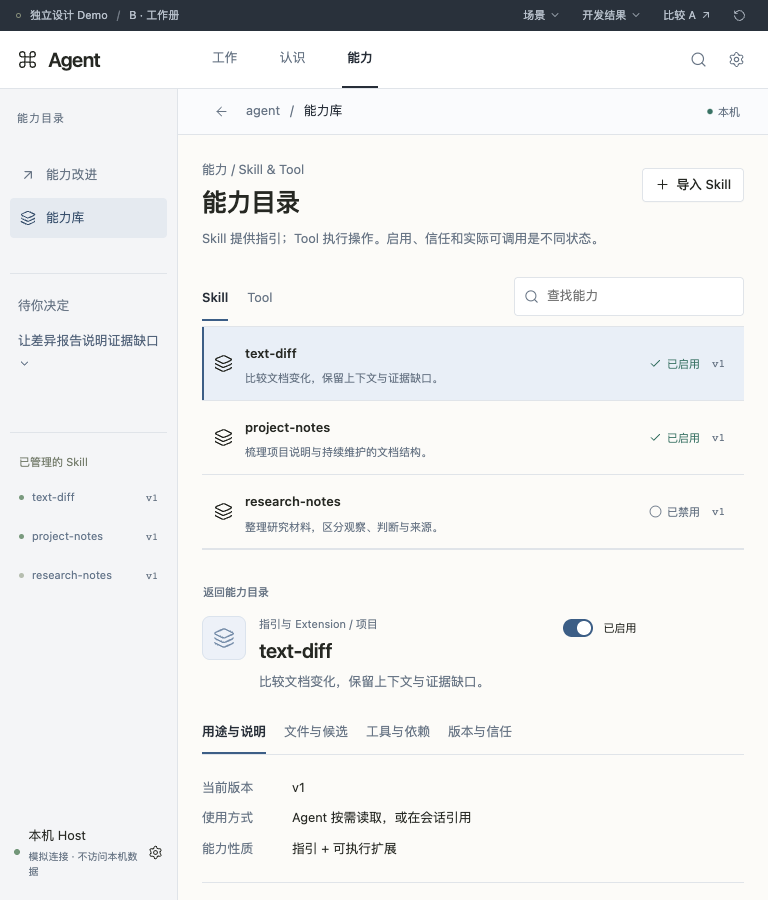 独立设计 Demo / B · 工作册
场景
开发结果
比较 A
Agent
工作
认识
能力
能力目录
能力改进
能力库
待你决定
让差异报告说明证据缺口
已管理的 Skill
text-diff v1
project-notes v1
research-notes v1
本机 Host
模拟连接 · 不访问本机数
据
agent / 能力库
本机
能力 / Skill & Tool
能力目录
导入 Skill
Skill 提供指引；Tool 执行操作。启用、信任和实际可调用是不同状态。
Skill
Tool
查找能力
text-diff
比较文档变化，保留上下文与证据缺口。
已启用 v1
project-notes
梳理项目说明与持续维护的文档结构。
已启用 v1
research-notes
整理研究材料，区分观察、判断与来源。
已禁用 v1
返回能力目录
指引与 Extension / 项目
text-diff
比较文档变化，保留上下文与证据缺口。
已启用
用途与说明
文件与候选
工具与依赖
版本与信任
当前版本 v1
使用方式 Agent 按需读取，或在会话引用
能力性质 指引 + 可执行扩展